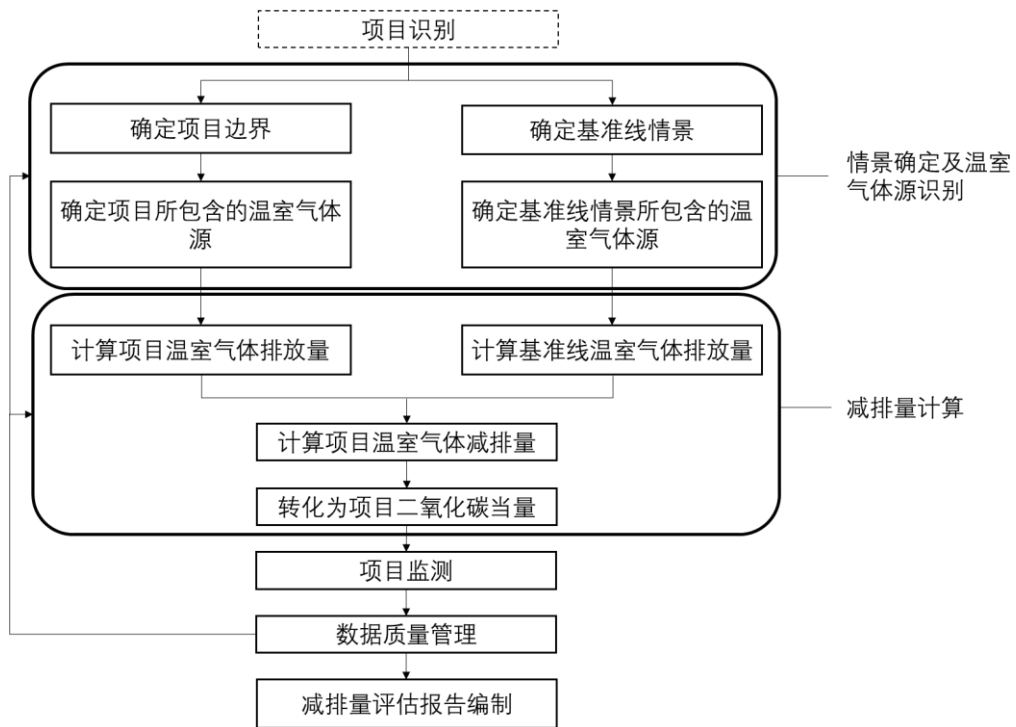 项目识别
确定项目边界
确定基准线情景
情景确定及温室
气体源识别
确定项目所包含的温室气体
源
确定基准线情景所包含的温
室气体源
计算项目温室气体排放量
计算基准线温室气体排放量
减排量计算
计算项目温室气体减排量
转化为项目二氧化碳当量
项目监测
数据质量管理
减排量评估报告编制